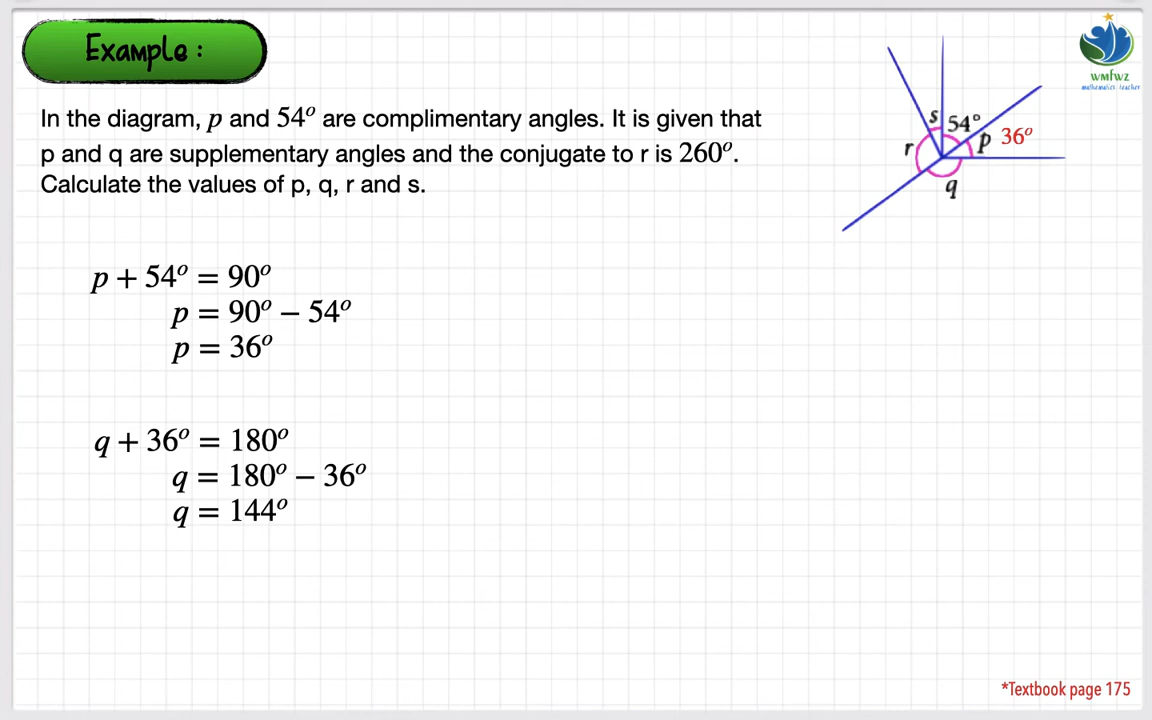 Example :
wmfwz
mathematics teacher
In the diagram, p and 54° are complimentary angles. It is given that
p and q are supplementary angles and the conjugate to r is 260°.
Calculate the values of p, q, r and s.
s 54°
r p 36°
q
p + 54° = 90°
p = 90° − 54°
p = 36°
q + 36° = 180°
q = 180° − 36°
q = 144°
*Textbook page 175